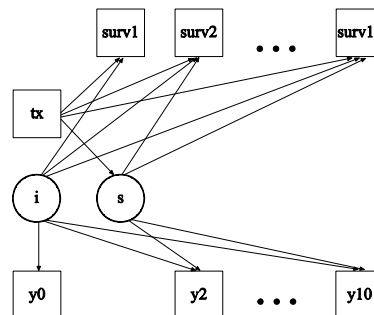 surv1 surv2 • • • surv1
tx
i s
y0 y2 • • • y10